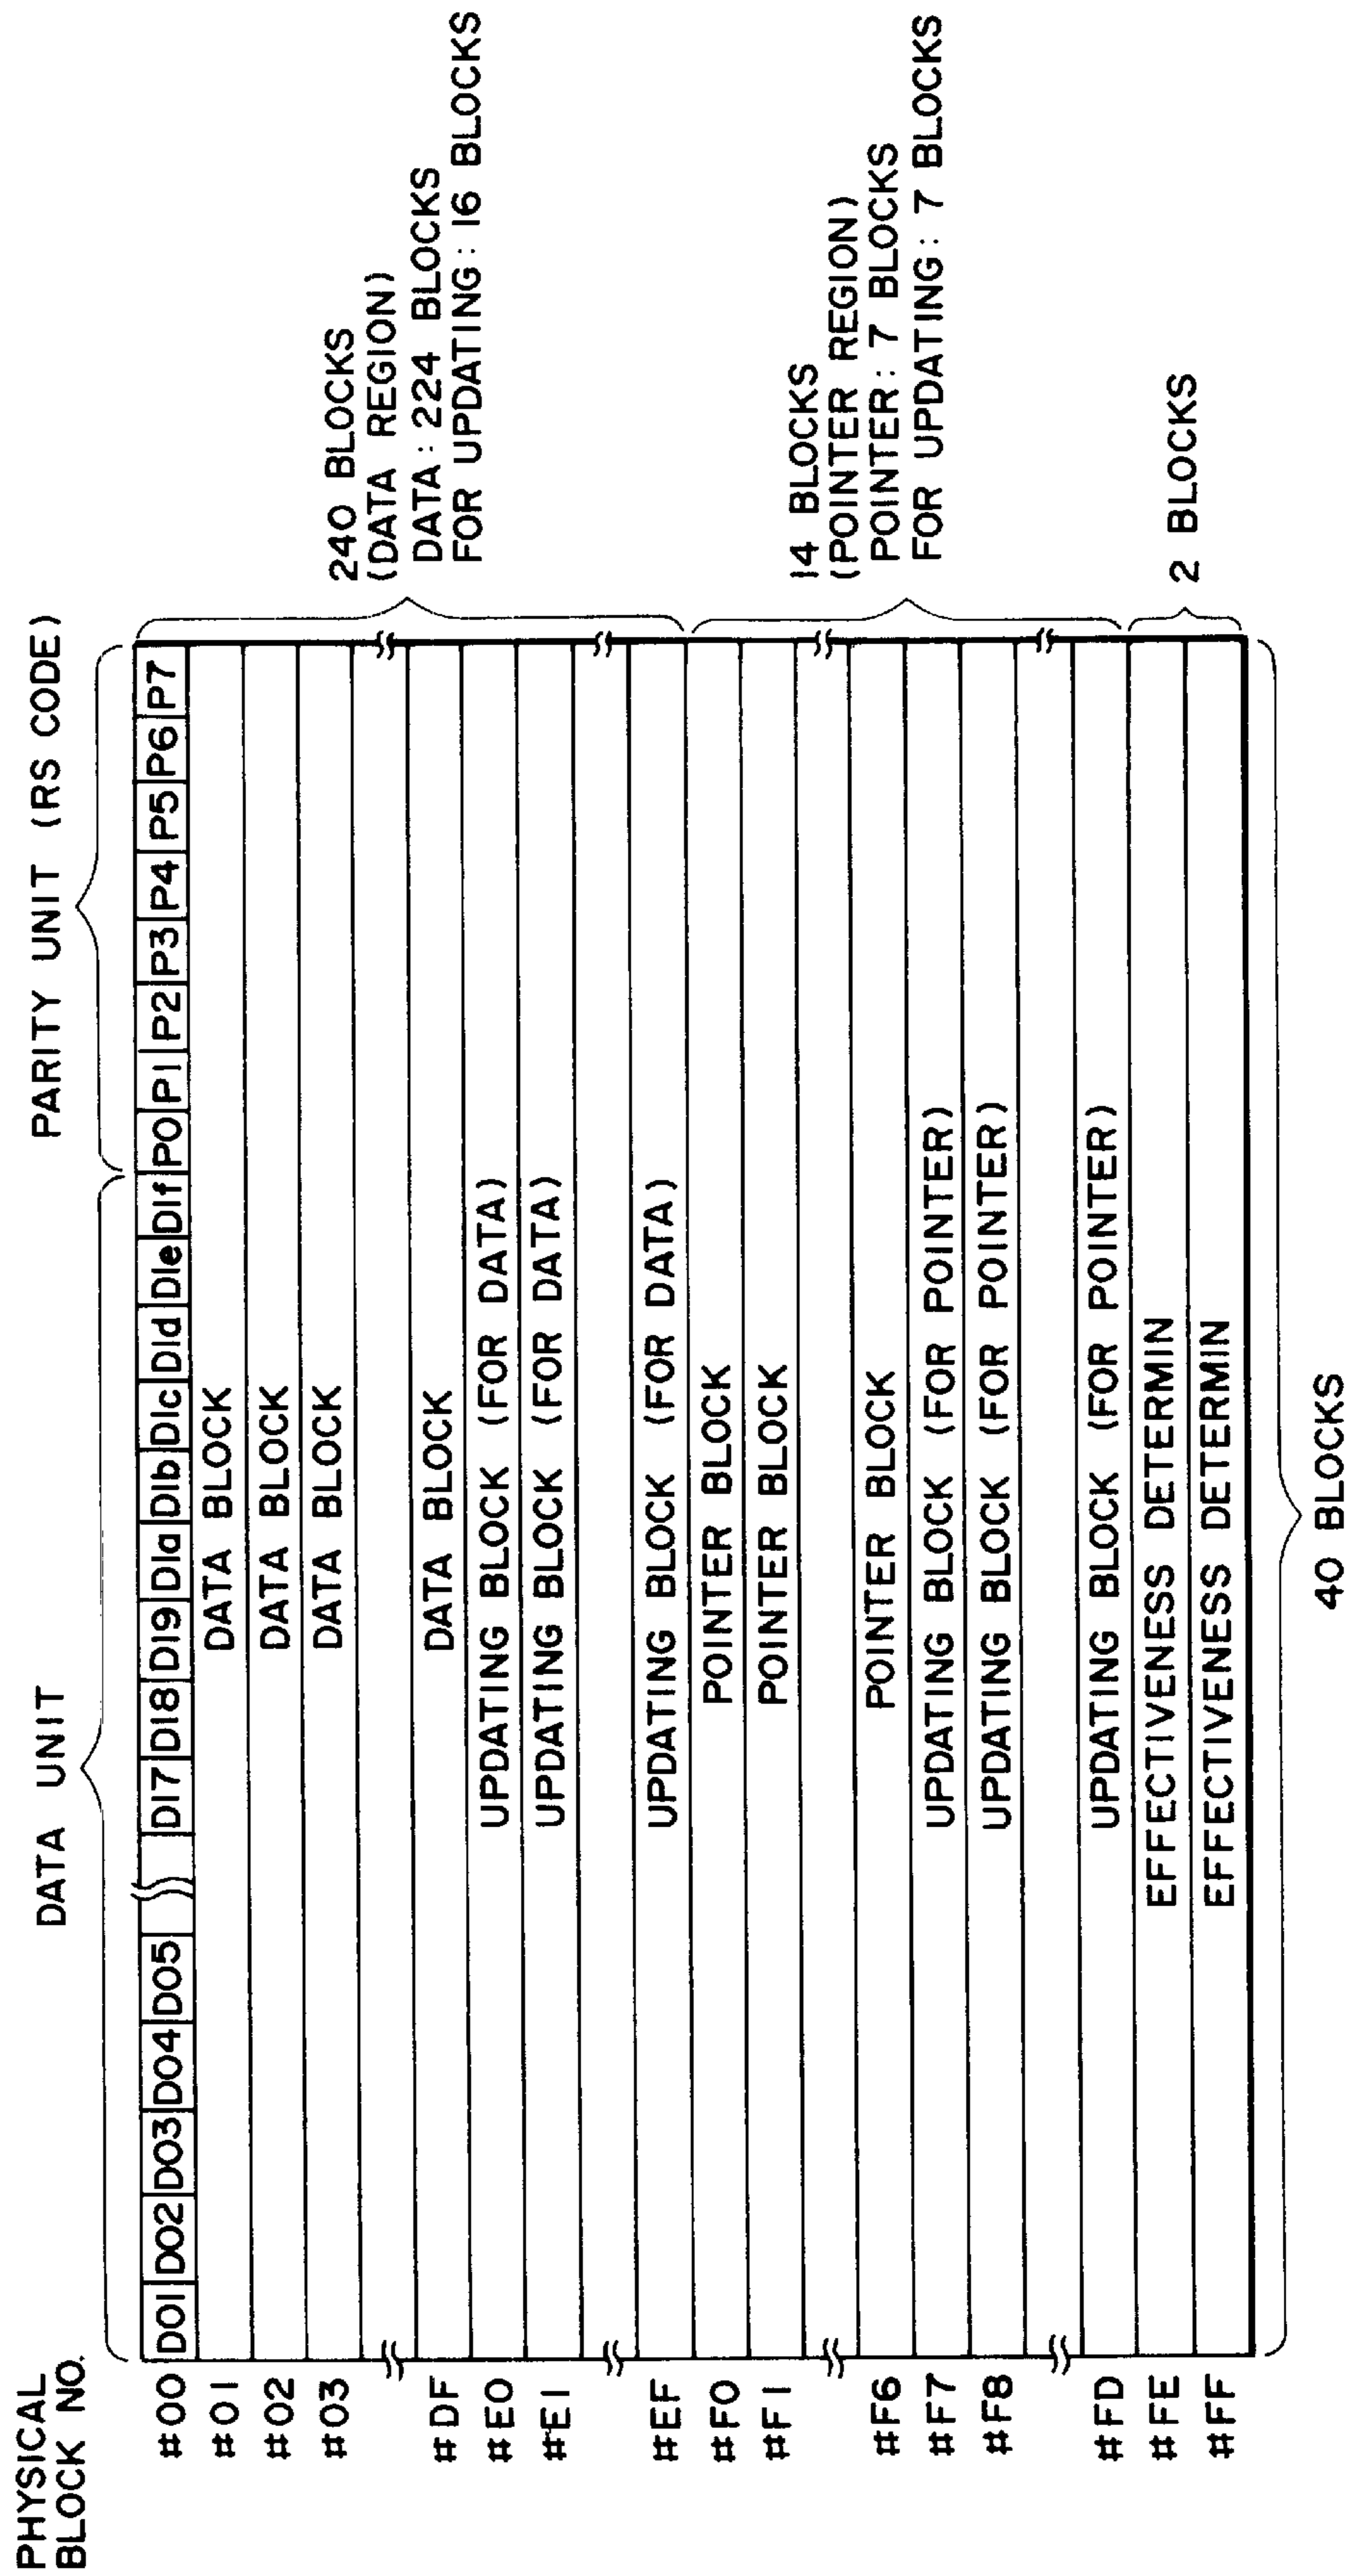 PHYSICAL
BLOCK NO.
DATA UNIT
PARITY UNIT (RS CODE)
#00 D01 D02 D03 D04 D05 D17 D18 D19 D1a D1b D1c D1d D1e D1f P0 P1 P2 P3 P4 P5 P6 P7
#01 DATA BLOCK
#02 DATA BLOCK
#03 DATA BLOCK
#DF DATA BLOCK
#E0 UPDATING BLOCK (FOR DATA)
#E1 UPDATING BLOCK (FOR DATA)
#EF UPDATING BLOCK (FOR DATA)
240 BLOCKS
(DATA REGION)
DATA: 224 BLOCKS
FOR UPDATING: 16 BLOCKS
#F0 POINTER BLOCK
#F1 POINTER BLOCK
#F6 POINTER BLOCK
#F7 UPDATING BLOCK (FOR POINTER)
#F8 UPDATING BLOCK (FOR POINTER)
#FD UPDATING BLOCK (FOR POINTER)
14 BLOCKS
(POINTER REGION)
POINTER: 7 BLOCKS
FOR UPDATING: 7 BLOCKS
#FE EFFECTIVENESS DETERMIN
#FF EFFECTIVENESS DETERMIN
2 BLOCKS
40 BLOCKS